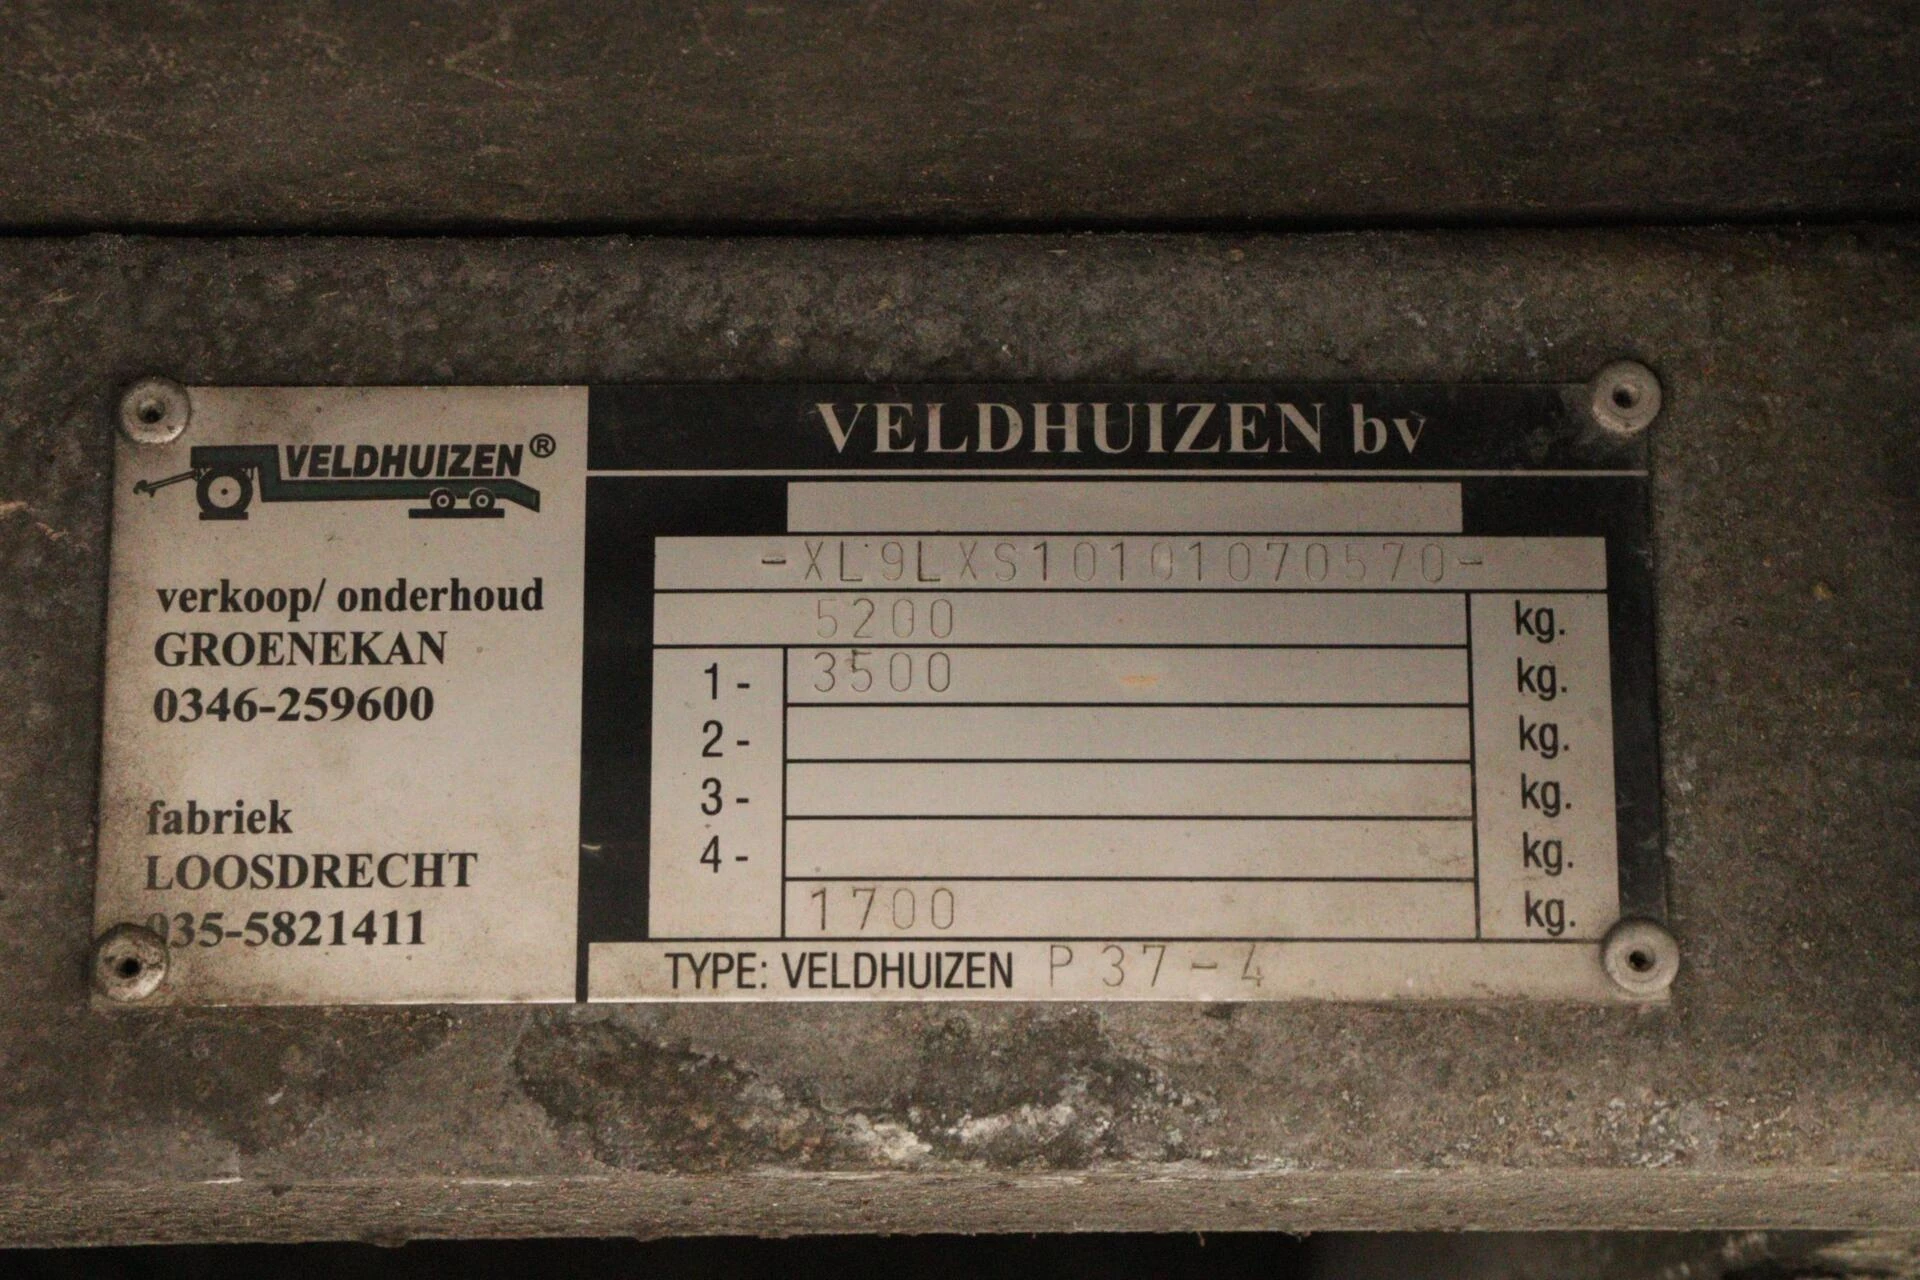 VELDHUIZEN®
verkoop/ onderhoud
GROENEKAN
0346-259600
fabriek
LOOSDRECHT
035-5821411
VELDHUIZEN bv
-XL9LXS10101070570-
5200 kg.
1- 3500 kg.
2- kg.
3- kg.
4- kg.
1700 kg.
TYPE: VELDHUIZEN P37-4